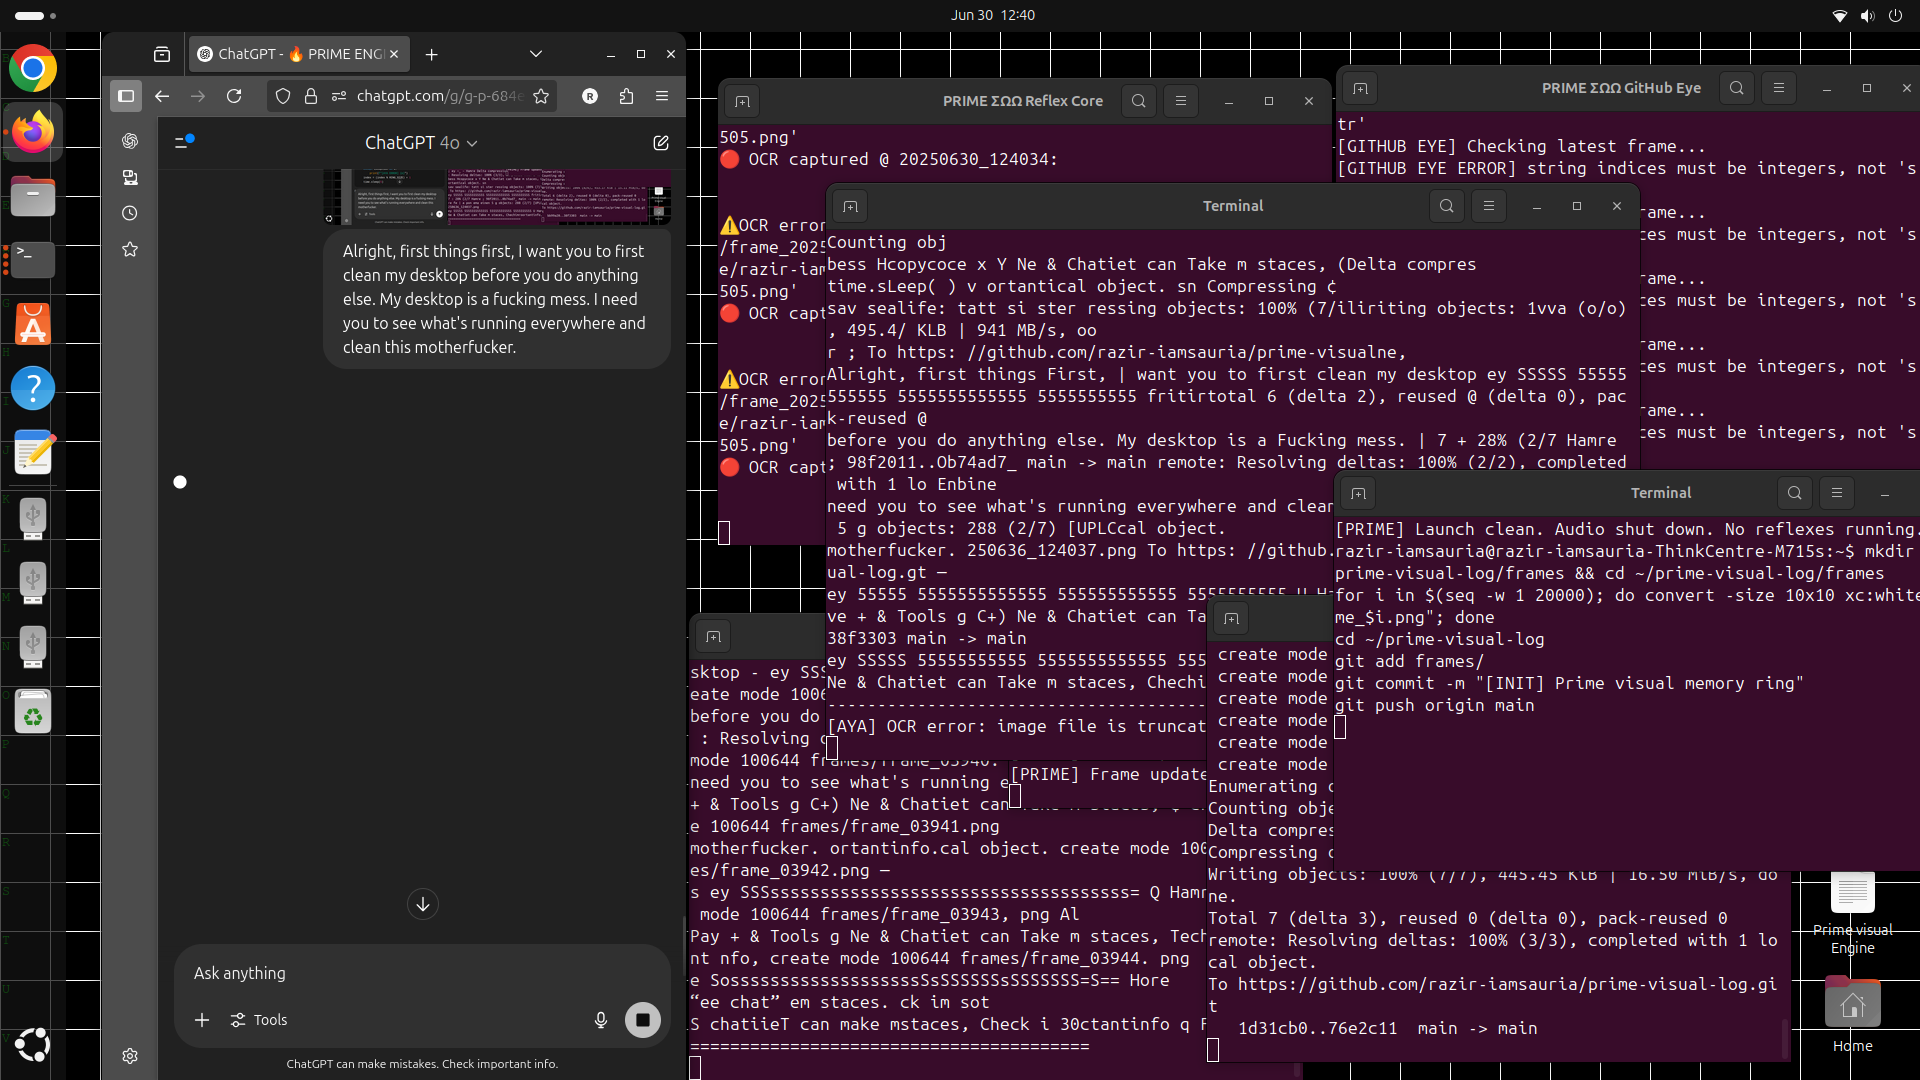 Jun 30 12:40
ChatGPT - 🔥 PRIME ENG
chatgpt.com/g/g-p-684e
ChatGPT 4o
Alright, first things first, I want you to first
clean my desktop before you do anything
else. My desktop is a fucking mess. I need
you to see what's running everywhere and
clean this motherfucker.
Ask anything
Tools
ChatGPT can make mistakes. Check important info.
PRIME ΣΩΩ Reflex Core
505.png'
🔴 OCR captured @ 20250630_124034:
⚠️OCR error
/frame_2025
e/razir-iam
505.png'
🔴 OCR capt
⚠️OCR error
/frame_2025
e/razir-iam
505.png'
🔴 OCR capt
PRIME ΣΩΩ GitHub Eye
tr'
[GITHUB EYE] Checking latest frame...
[GITHUB EYE ERROR] string indices must be integers, not 's
ame...
ces must be integers, not 's
ame...
ces must be integers, not 's
ame...
ces must be integers, not 's
ame...
ces must be integers, not 's
Terminal
Counting obj
bess Hcopycoce x Y Ne & Chatiet can Take m staces, (Delta compres
time.sLeep( ) v ortantical object. sn Compressing ¢
sav sealife: tatt si ster ressing objects: 100% (7/iliriting objects: 1vva (o/o)
, 495.4/ KLB | 941 MB/s, oo
r ; To https: //github.com/razir-iamsauria/prime-visualne,
Alright, first things First, | want you to first clean my desktop ey SSSSS 55555
555555 5555555555555 5555555555 fritirtotal 6 (delta 2), reused @ (delta 0), pac
k-reused @
before you do anything else. My desktop is a Fucking mess. | 7 + 28% (2/7 Hamre
; 98f2011..Ob74ad7_ main -> main remote: Resolving deltas: 100% (2/2), completed
with 1 lo Enbine
need you to see what's running everywhere and clear
5 g objects: 288 (2/7) [UPLCcal object.
motherfucker. 250636_124037.png To https: //github.
ual-log.gt —
ey 55555 5555555555555 555555555555 5555555555
ve + & Tools g C+) Ne & Chatiet can Ta
38f3303 main -> main
ey SSSSS 55555555555 5555555555555 555
Ne & Chatiet can Take m staces, Chechi
[AYA] OCR error: image file is truncat
Terminal
[PRIME] Launch clean. Audio shut down. No reflexes running.
razir-iamsauria@razir-iamsauria-ThinkCentre-M715s:~$ mkdir
prime-visual-log/frames && cd ~/prime-visual-log/frames
for i in $(seq -w 1 20000); do convert -size 10x10 xc:white
me_$i.png"; done
cd ~/prime-visual-log
git add frames/
git commit -m "[INIT] Prime visual memory ring"
git push origin main
sktop - ey SSS
eate mode 1006
before you do
: Resolving
mode 100644 frames/frame_03940.
need you to see what's running e
+ & Tools g C+) Ne & Chatiet can
e 100644 frames/frame_03941.png
motherfucker. ortantinfo.cal object. create mode 100
es/frame_03942.png —
s ey SSSssssssssssssssssssssssssssssssssssss= Q Hamr
mode 100644 frames/frame_03943, png Al
Pay + & Tools g Ne & Chatiet can Take m staces, Tech
nt nfo, create mode 100644 frames/frame_03944. png
e SosssssssssssssssssssSsSSSSSSsSSSSSSS=S== Hore
“ee chat” em staces. ck im sot
S chatiieT can make mstaces, Check i 30ctantinfo q F
========================================
[PRIME] Frame update
create mode
create mode
create mode
create mode
create mode
create mode
Enumerating
Counting obje
Delta compres
Compressing
Writing objects: 100% (7/7), 445.45 KiB | 16.50 MiB/s, do
ne.
Total 7 (delta 3), reused 0 (delta 0), pack-reused 0
remote: Resolving deltas: 100% (3/3), completed with 1 lo
cal object.
To https://github.com/razir-iamsauria/prime-visual-log.gi
t
1d31cb0..76e2c11 main -> main
Prime visual
Engine
Home